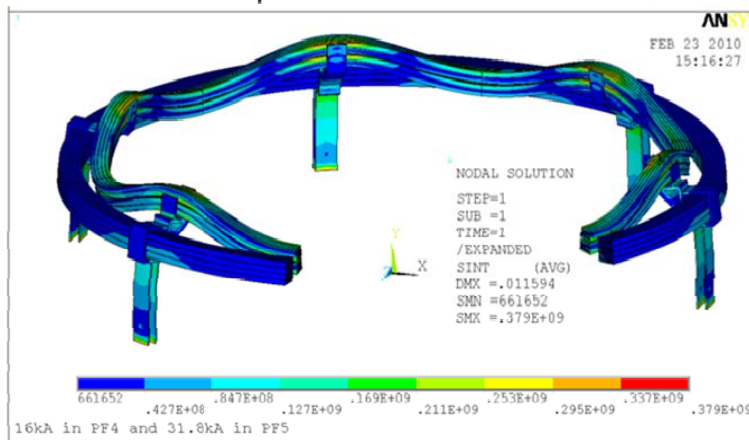 ANSYS
FEB 23 2010
15:16:27
NODAL SOLUTION
STEP=1
SUB =1
TIME=1
/EXPANDED
SINT (AVG)
DMX =.011594
SMN =661652
SMX =.379E+09
Y
X
661652 .427E+08 .847E+08 .127E+09 .169E+09 .211E+09 .253E+09 .295E+09 .337E+09 .379E+09
16kA in PF4 and 31.8kA in PF5